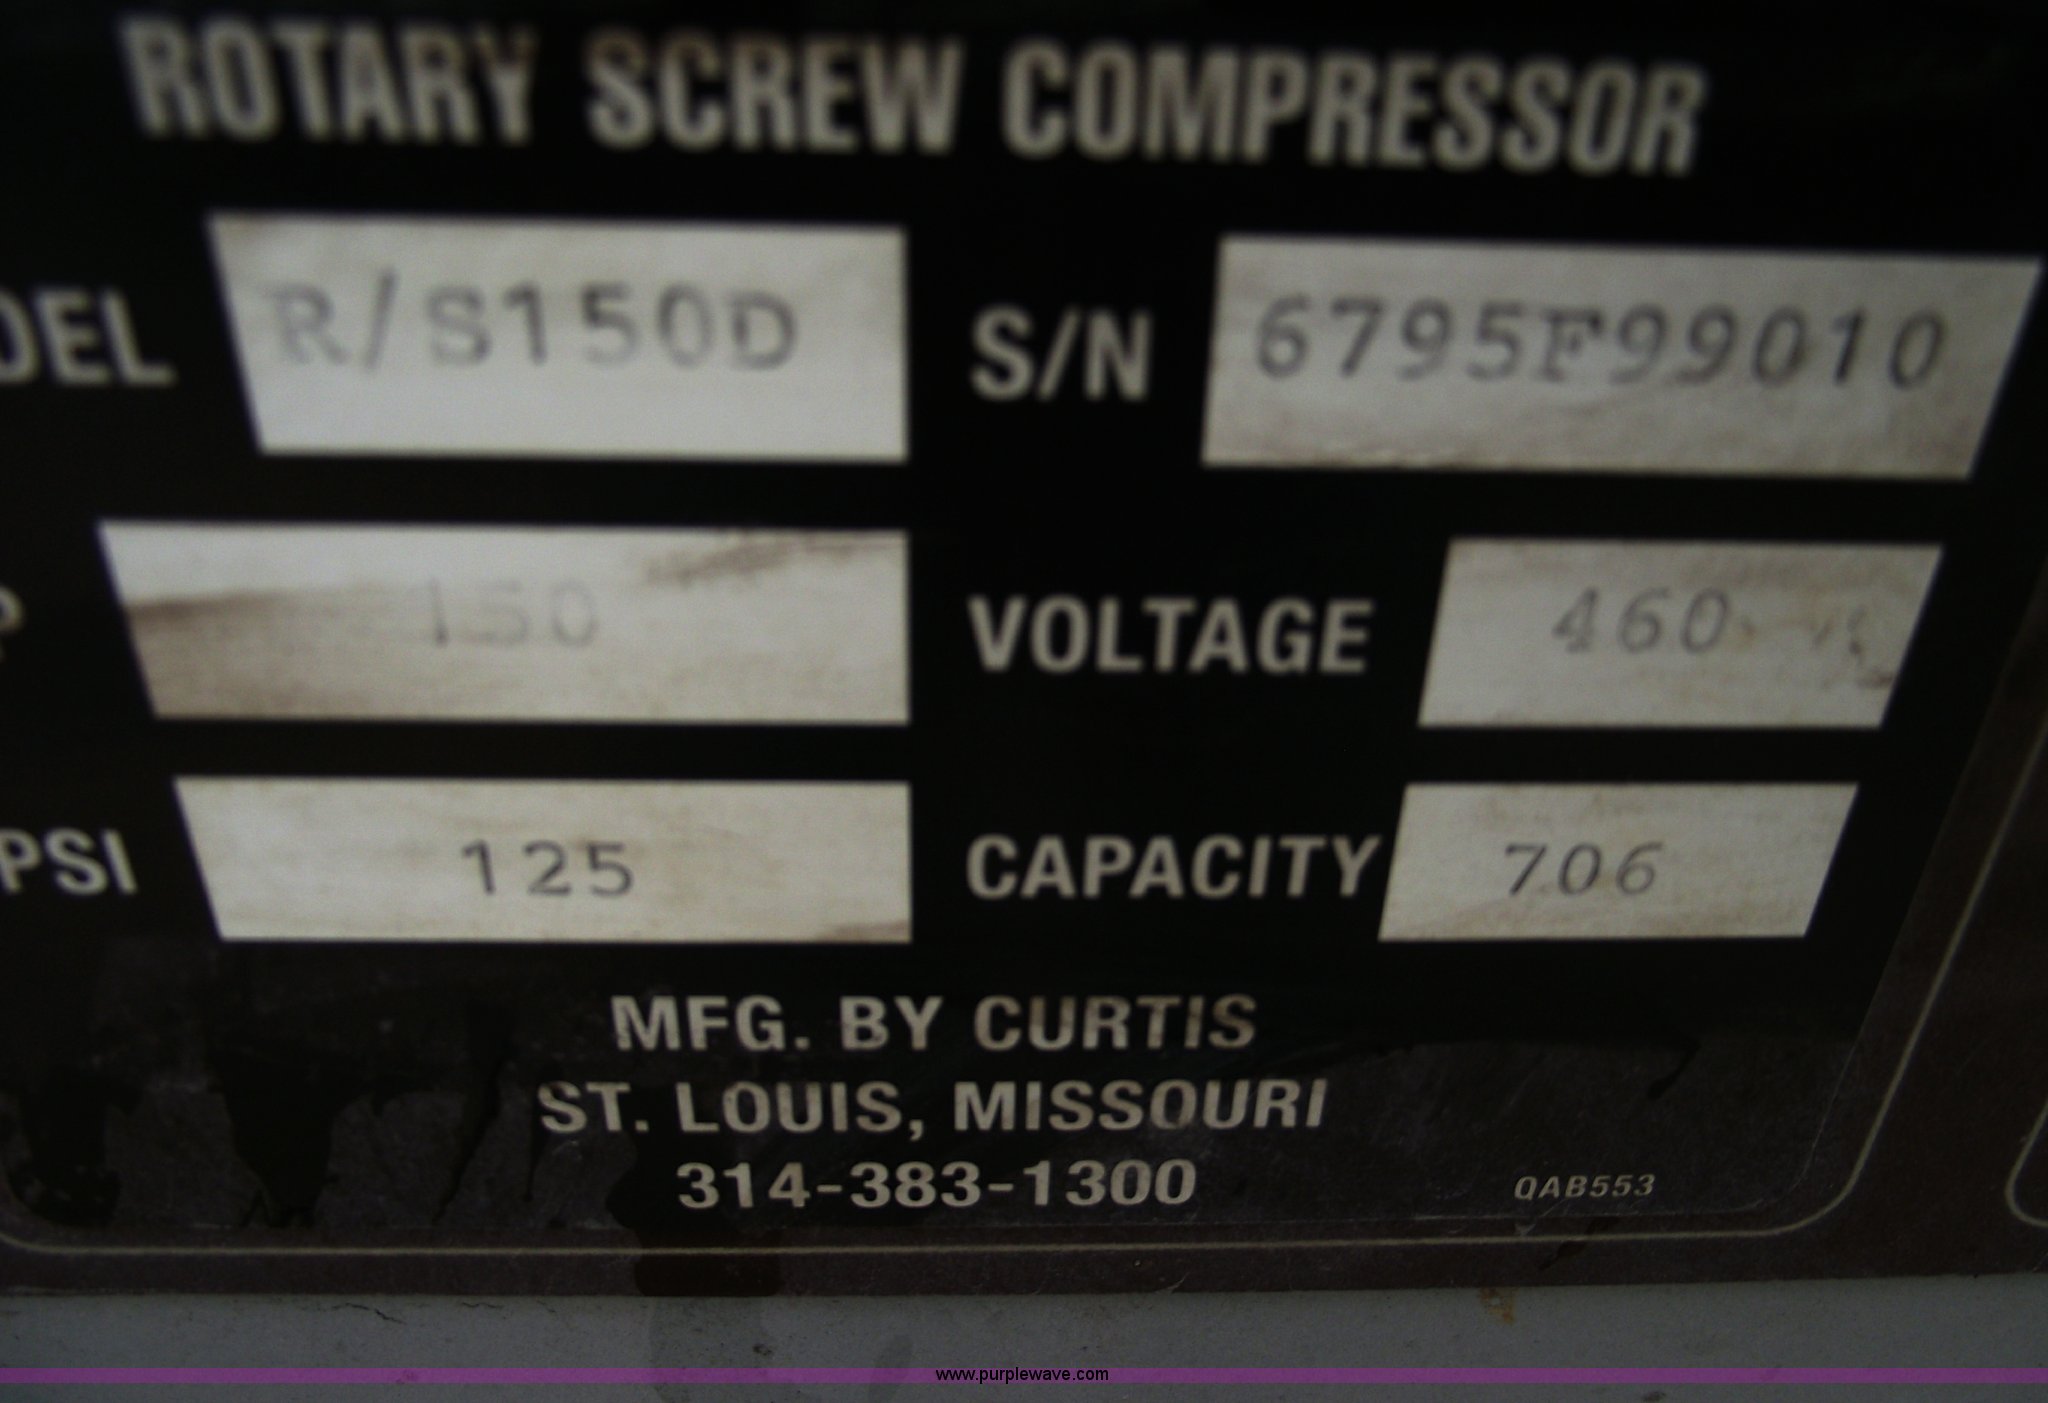 ROTARY SCREW COMPRESSOR
DEL R/S150D S/N 6795F99010
P 150 VOLTAGE 460
PSI 125 CAPACITY 706
MFG. BY CURTIS
ST. LOUIS, MISSOURI
314-383-1300
QAB553
www.purplewave.com